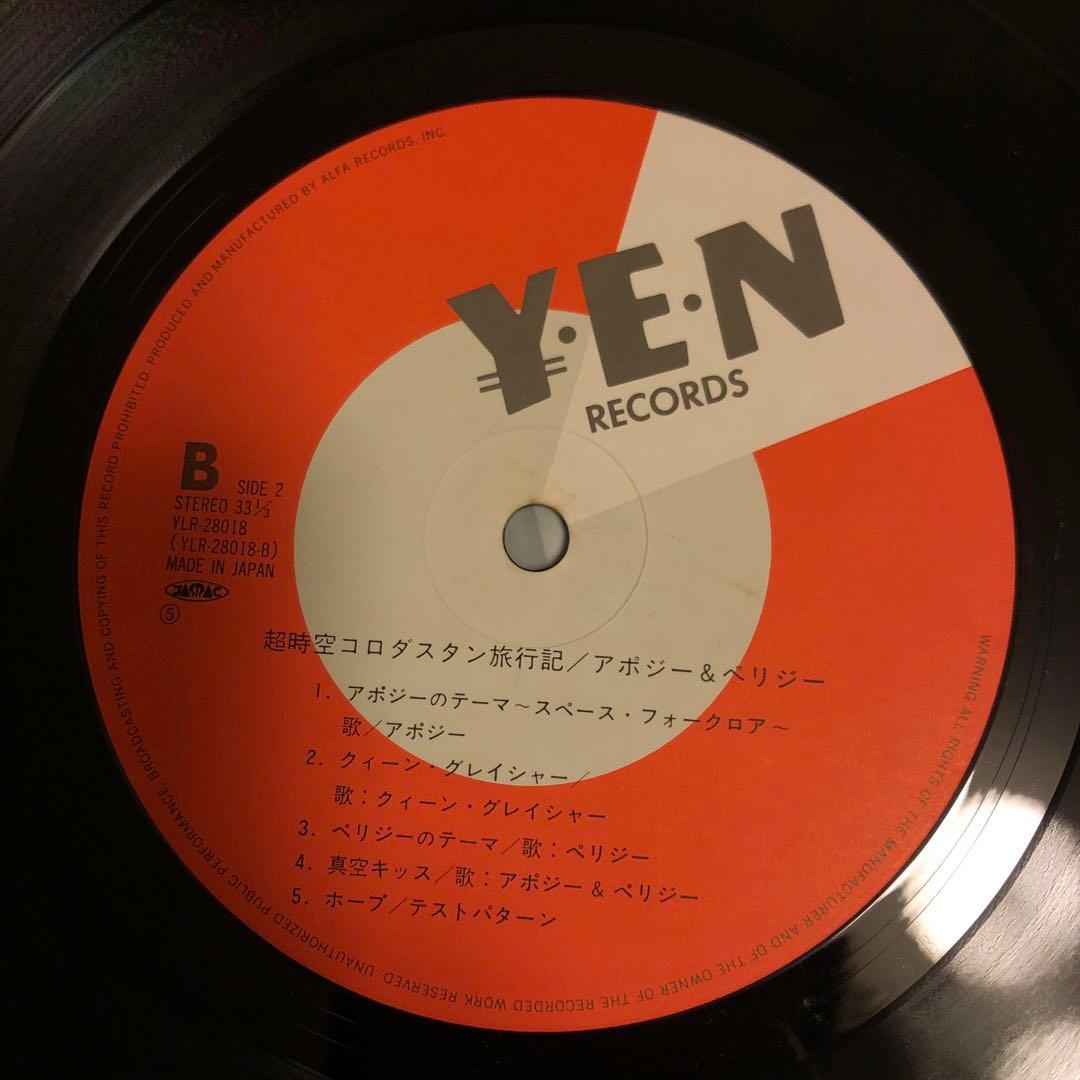 Y·E·N
RECORDS
B
SIDE 2
STEREO 33 1/3
YLR-28018
(YLR-28018-B)
MADE IN JAPAN
JASRAC
⑤
超時空コロダスタン旅行記/アポジー&ペリジー
1. アポジーのテーマ~スペース・フォークロア~
歌/アポジー
2. クィーン・グレイシャー/
歌:クィーン・グレイシャー
3. ペリジーのテーマ/歌:ペリジー
4. 真空キッス/歌:アポジー&ペリジー
5. ホープ/テストパターン
WARNING ALL RIGHTS OF THE MANUFACTURER AND OF THE OWNER OF THE RECORDED WORK RESERVED. UNAUTHORIZED PUBLIC PERFORMANCE, BROADCASTING AND COPYING OF THIS RECORD PROHIBITED. PRODUCED AND MANUFACTURED BY ALFA RECORDS, INC.